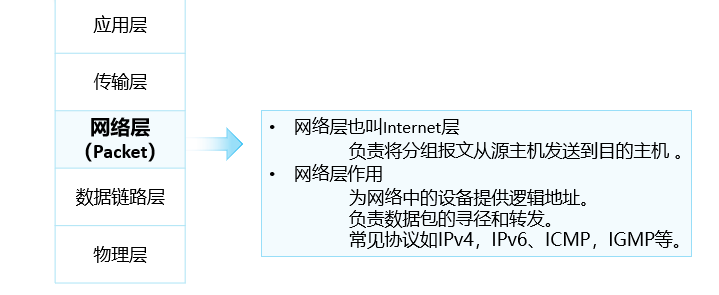 应用层
传输层
网络层
（Packet）
数据链路层
物理层
• 网络层也叫Internet层
负责将分组报文从源主机发送到目的主机 。
• 网络层作用
为网络中的设备提供逻辑地址。
负责数据包的寻径和转发。
常见协议如IPv4，IPv6、ICMP，IGMP等。